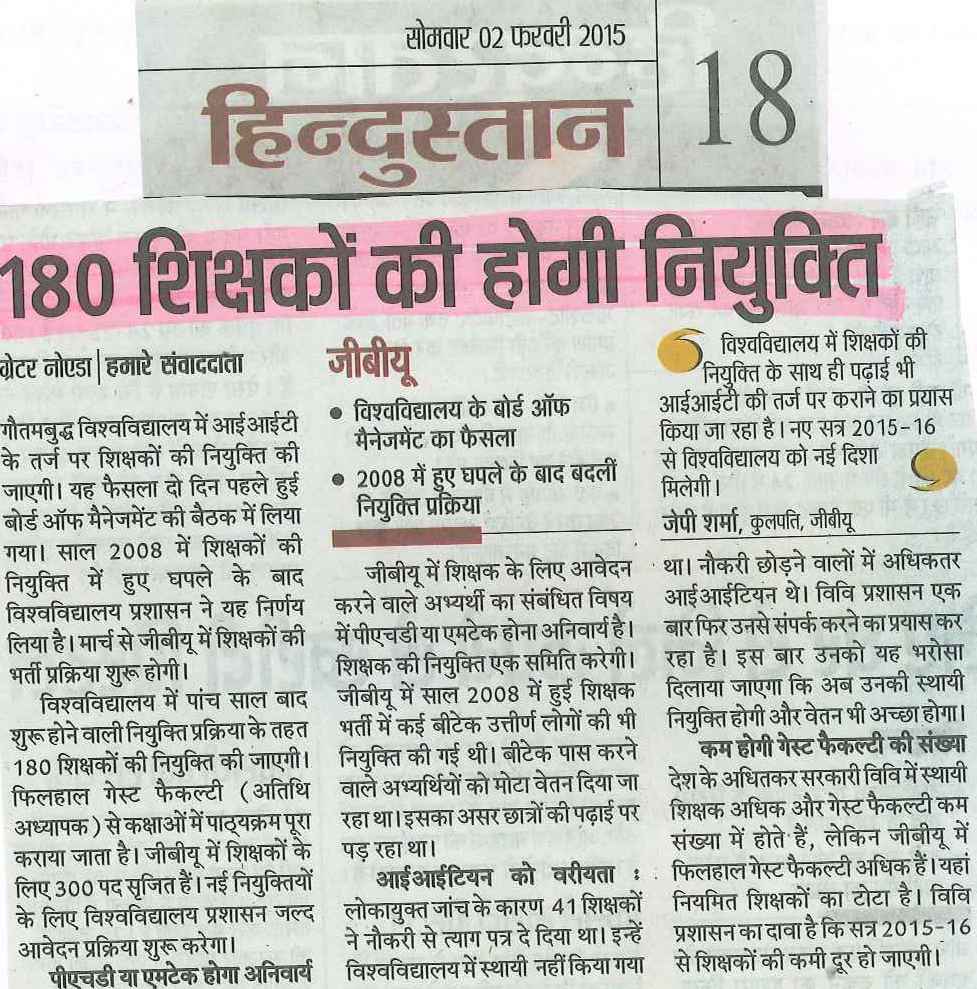 सोमवार 02 फरवरी 2015
हिन्दुस्तान
18
180 शिक्षकों की होगी नियुक्ति
ग्रेटर नोएडा | हमारे संवाददाता
गौतमबुद्ध विश्वविद्यालय में आईआईटी
के तर्ज पर शिक्षकों की नियुक्ति की
जाएगी। यह फैसला दो दिन पहले हुई
बोर्ड ऑफ मैनेजमेंट की बैठक में लिया
गया। साल 2008 में शिक्षकों की
नियुक्ति में हुए घपले के बाद
विश्वविद्यालय प्रशासन ने यह निर्णय
लिया है। मार्च से जीबीयू में शिक्षकों की
भर्ती प्रक्रिया शुरू होगी।
विश्वविद्यालय में पांच साल बाद
शुरू होने वाली नियुक्ति प्रक्रिया के तहत
180 शिक्षकों की नियुक्ति की जाएगी।
फिलहाल गेस्ट फैकल्टी (अतिथि
अध्यापक) से कक्षाओं में पाठ्यक्रम पूरा
कराया जाता है। जीबीयू में शिक्षकों के
लिए 300 पद सृजित हैं। नई नियुक्तियों
के लिए विश्वविद्यालय प्रशासन जल्द
आवेदन प्रक्रिया शुरू करेगा।
पीएचडी या एमटेक होगा अनिवार्य
जीबीयू
● विश्वविद्यालय के बोर्ड ऑफ
मैनेजमेंट का फैसला
● 2008 में हुए घपले के बाद बदलीं
नियुक्ति प्रक्रिया
जीबीयू में शिक्षक के लिए आवेदन
करने वाले अभ्यर्थी का संबंधित विषय
में पीएचडी या एमटेक होना अनिवार्य है।
शिक्षक की नियुक्ति एक समिति करेगी।
जीबीयू में साल 2008 में हुई शिक्षक
भर्ती में कई बीटेक उत्तीर्ण लोगों की भी
नियुक्ति की गई थी। बीटेक पास करने
वाले अभ्यर्थियों को मोटा वेतन दिया जा
रहा था। इसका असर छात्रों की पढ़ाई पर
पड़ रहा था।
आईआईटियन को वरीयता :
लोकायुक्त जांच के कारण 41 शिक्षकों
ने नौकरी से त्याग पत्र दे दिया था। इन्हें
विश्वविद्यालय में स्थायी नहीं किया गया
विश्वविद्यालय में शिक्षकों की
नियुक्ति के साथ ही पढ़ाई भी
आईआईटी की तर्ज पर कराने का प्रयास
किया जा रहा है। नए सत्र 2015-16
से विश्वविद्यालय को नई दिशा
मिलेगी।
जेपी शर्मा, कुलपति, जीबीयू
था। नौकरी छोड़ने वालों में अधिकतर
आईआईटियन थे। विवि प्रशासन एक
बार फिर उनसे संपर्क करने का प्रयास कर
रहा है। इस बार उनको यह भरोसा
दिलाया जाएगा कि अब उनकी स्थायी
नियुक्ति होगी और वेतन भी अच्छा होगा।
कम होगी गेस्ट फैकल्टी की संख्या
देश के अधितकर सरकारी विवि में स्थायी
शिक्षक अधिक और गेस्ट फैकल्टी कम
संख्या में होते हैं, लेकिन जीबीयू में
फिलहाल गेस्ट फैकल्टी अधिक हैं। यहां
नियमित शिक्षकों का टोटा है। विवि
प्रशासन का दावा है कि सत्र 2015-16
से शिक्षकों की कमी दूर हो जाएगी।